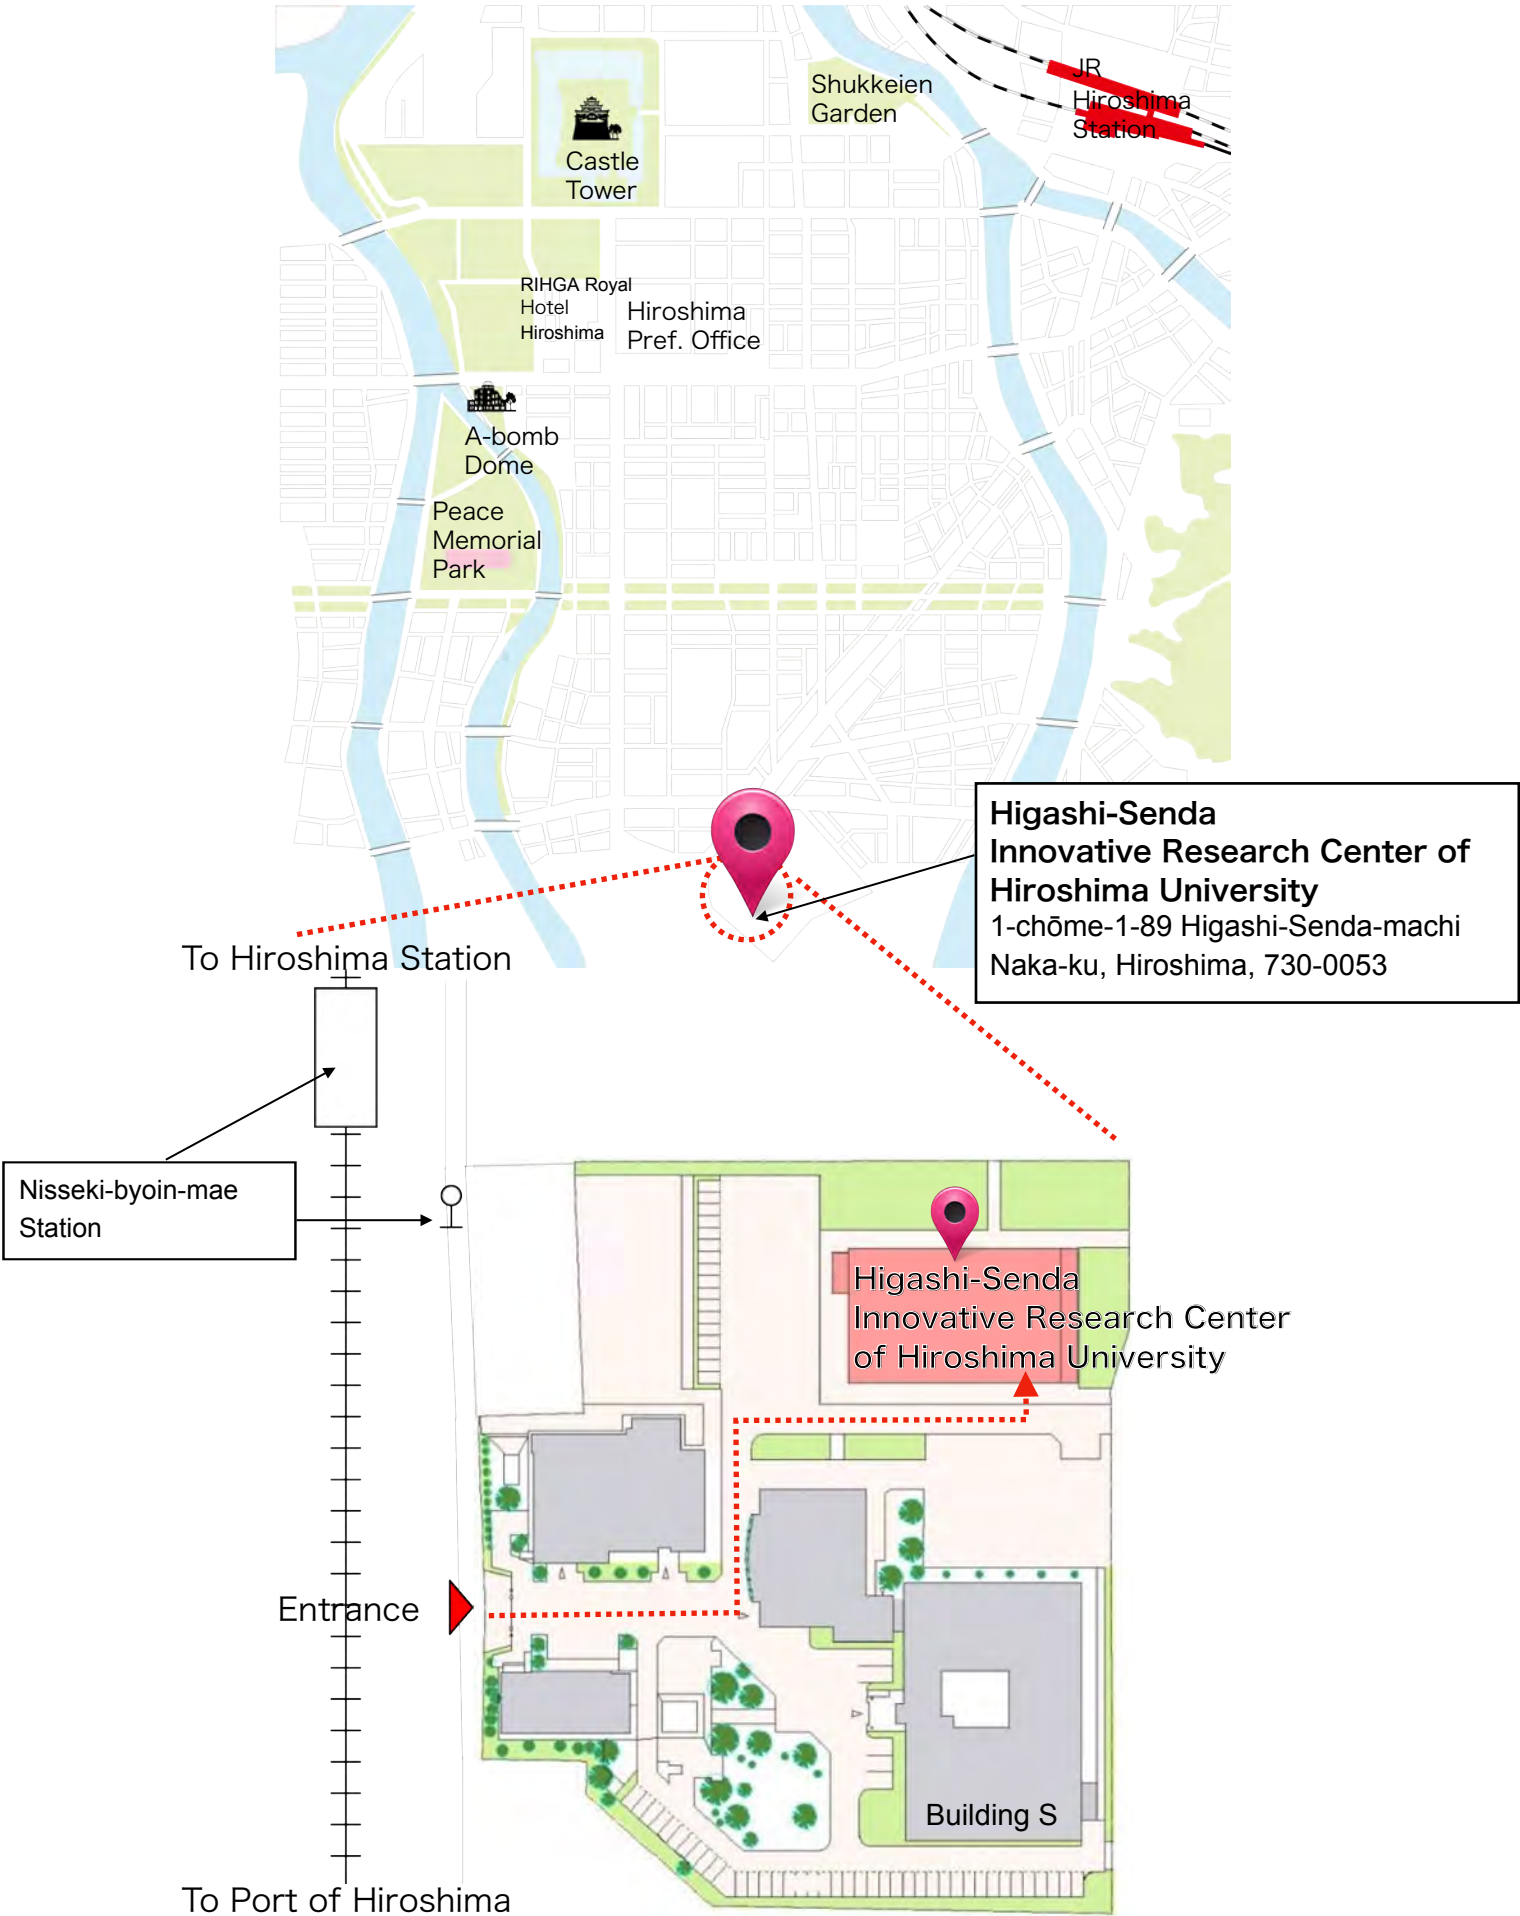 JR
Hiroshima
Station
Shukkeien
Garden
Castle
Tower
RIHGA Royal
Hotel
Hiroshima
Hiroshima
Pref. Office
A-bomb
Dome
Peace
Memorial
Park
Higashi-Senda
Innovative Research Center of
Hiroshima University
1-chōme-1-89 Higashi-Senda-machi
Naka-ku, Hiroshima, 730-0053
To Hiroshima Station
Nisseki-byoin-mae
Station
Higashi-Senda
Innovative Research Center
of Hiroshima University
Entrance
Building S
To Port of Hiroshima